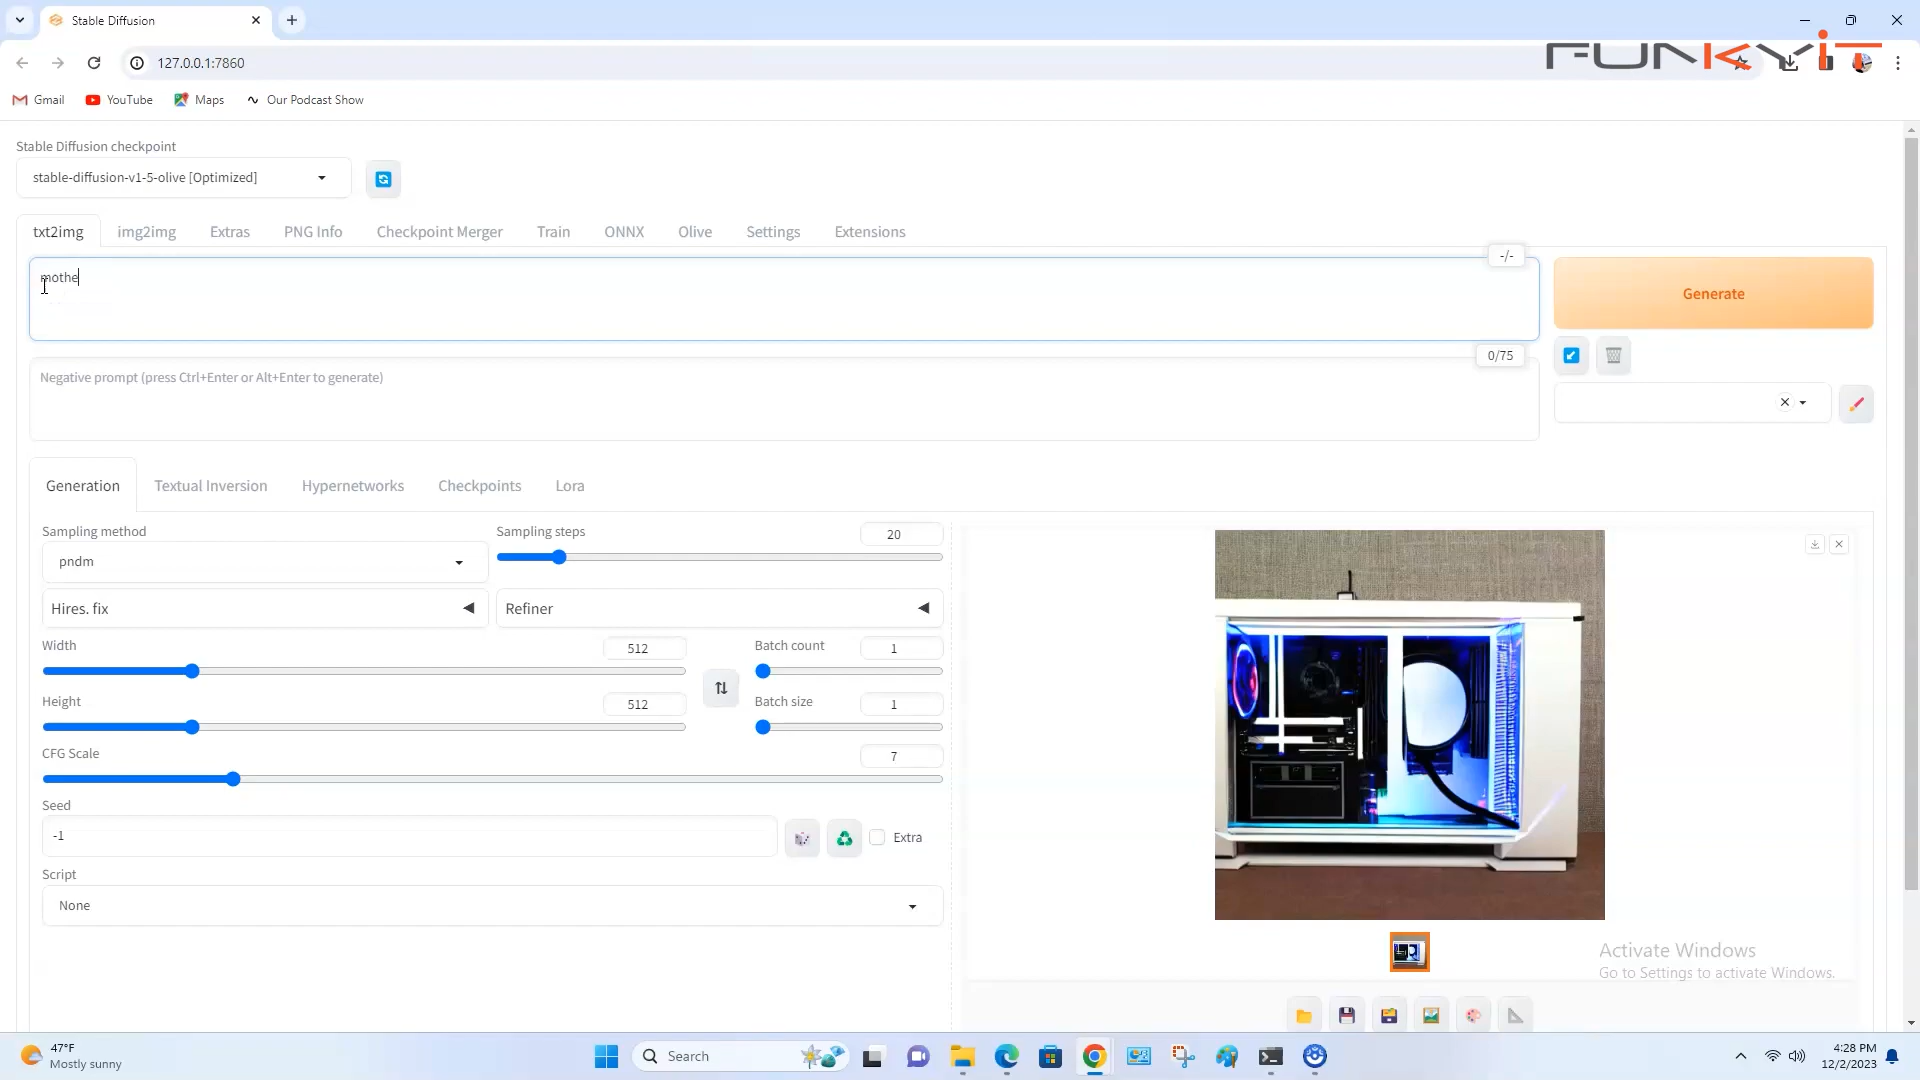 Stable Diffusion
127.0.0.1:7860
FUNKYiT
Gmail
YouTube
Maps
Our Podcast Show
Stable Diffusion checkpoint
stable-diffusion-v1-5-olive [Optimized]
txt2img
img2img
Extras
PNG Info
Checkpoint Merger
Train
ONNX
Olive
Settings
Extensions
-/-
mothe
Generate
0/75
Negative prompt (press Ctrl+Enter or Alt+Enter to generate)
Generation
Textual Inversion
Hypernetworks
Checkpoints
Lora
Sampling method
Sampling steps
20
pndm
Hires. fix
Refiner
Width
512
Batch count
1
Height
512
Batch size
1
CFG Scale
7
Seed
-1
Extra
Script
None
Activate Windows
Go to Settings to activate Windows.
47°F
Mostly sunny
Search
4:28 PM
12/2/2023